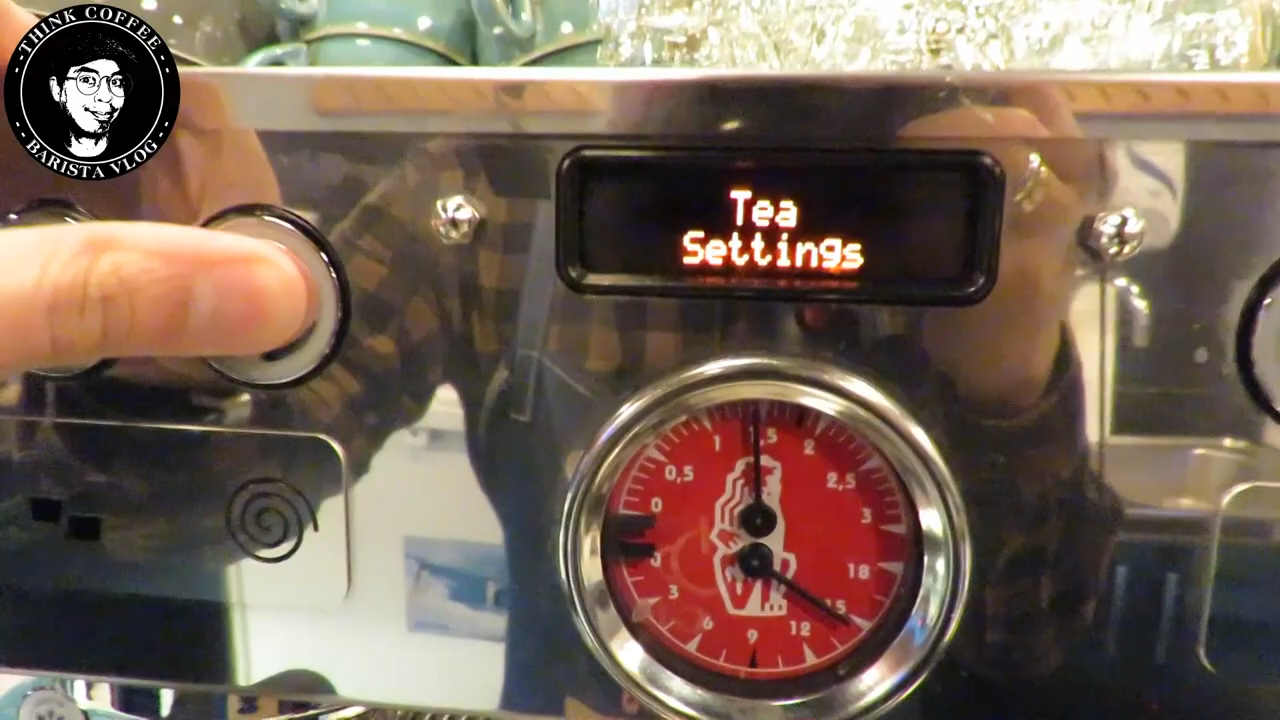 THINK COFFEE
BARISTA VLOG
Tea
Settings
0 0,5 1 ,5 2 2,5 3
3 6 9 12 15 18